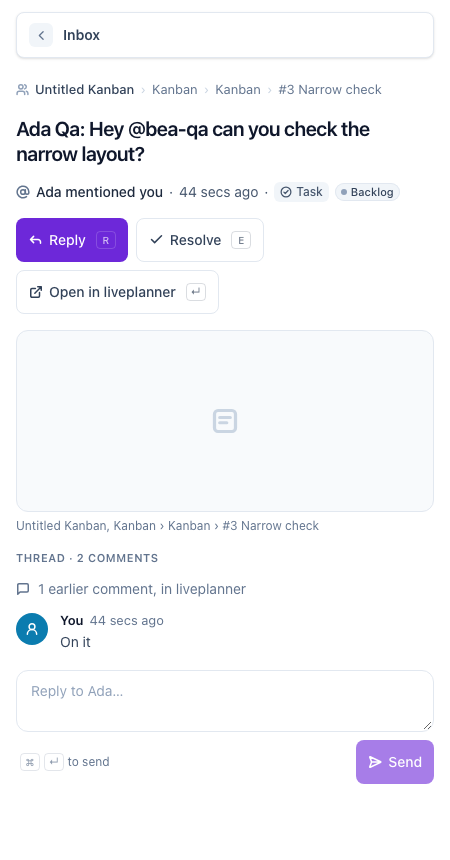 Inbox
Untitled Kanban › Kanban › Kanban › #3 Narrow check
Ada Qa: Hey @bea-qa can you check the
narrow layout?
@ Ada mentioned you · 44 secs ago · Task Backlog
Reply R Resolve E
Open in liveplanner ↵
Untitled Kanban, Kanban › Kanban › #3 Narrow check
THREAD · 2 COMMENTS
1 earlier comment, in liveplanner
You 44 secs ago
On it
Reply to Ada...
⌘ ↵ to send Send